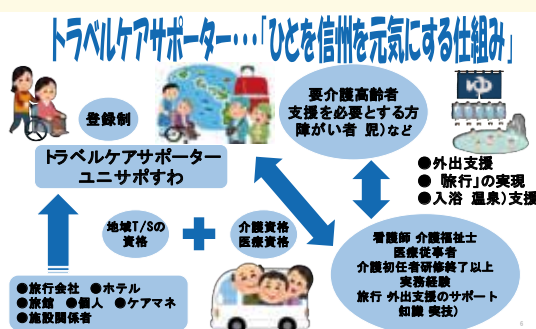 トラベルケアサポーター・・・「ひとを信州を元気にする仕組み」
登録制
要介護高齢者
支援を必要とする方
障がい者 児)など
ゆ
トラベルケアサポーター
ユニサポすわ
●外出支援
●「旅行」の実現
●入浴 温泉)支援
地域T/Sの
資格
介護資格
医療資格
看護師 介護福祉士
医療従事者
介護初任者研修終了以上
実務経験
旅行 外出支援のサポート
知識 実技)
●旅行会社 ●ホテル
●旅館 ●個人 ●ケアマネ
●施設関係者
6